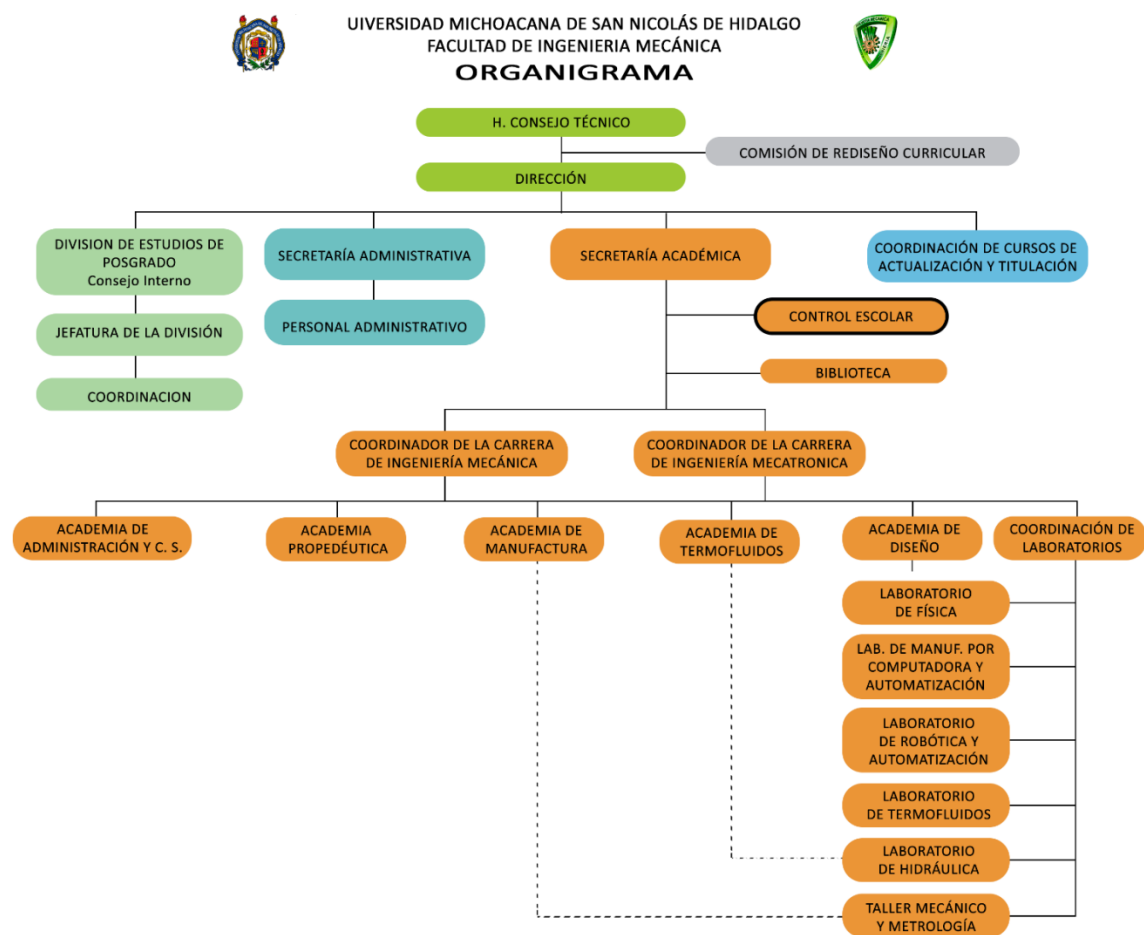 UIVERSIDAD MICHOACANA DE SAN NICOLÁS DE HIDALGO
FACULTAD DE INGENIERIA MECÁNICA
ORGANIGRAMA
H. CONSEJO TÉCNICO
COMISIÓN DE REDISEÑO CURRICULAR
DIRECCIÓN
DIVISION DE ESTUDIOS DE
POSGRADO
Consejo Interno
SECRETARÍA ADMINISTRATIVA
SECRETARÍA ACADÉMICA
COORDINACIÓN DE CURSOS DE
ACTUALIZACIÓN Y TITULACIÓN
JEFATURA DE LA DIVISIÓN
PERSONAL ADMINISTRATIVO
CONTROL ESCOLAR
COORDINACION
BIBLIOTECA
COORDINADOR DE LA CARRERA
DE INGENIERÍA MECÁNICA
COORDINADOR DE LA CARRERA
DE INGENIERÍA MECATRONICA
ACADEMIA DE
ADMINISTRACIÓN Y C. S.
ACADEMIA
PROPEDÉUTICA
ACADEMIA DE
MANUFACTURA
ACADEMIA DE
TERMOFLUIDOS
ACADEMIA DE
DISEÑO
COORDINACIÓN DE
LABORATORIOS
LABORATORIO
DE FÍSICA
LAB. DE MANUF. POR
COMPUTADORA Y
AUTOMATIZACIÓN
LABORATORIO
DE ROBÓTICA Y
AUTOMATIZACIÓN
LABORATORIO
DE TERMOFLUIDOS
LABORATORIO
DE HIDRÁULICA
TALLER MECÁNICO
Y METROLOGÍA